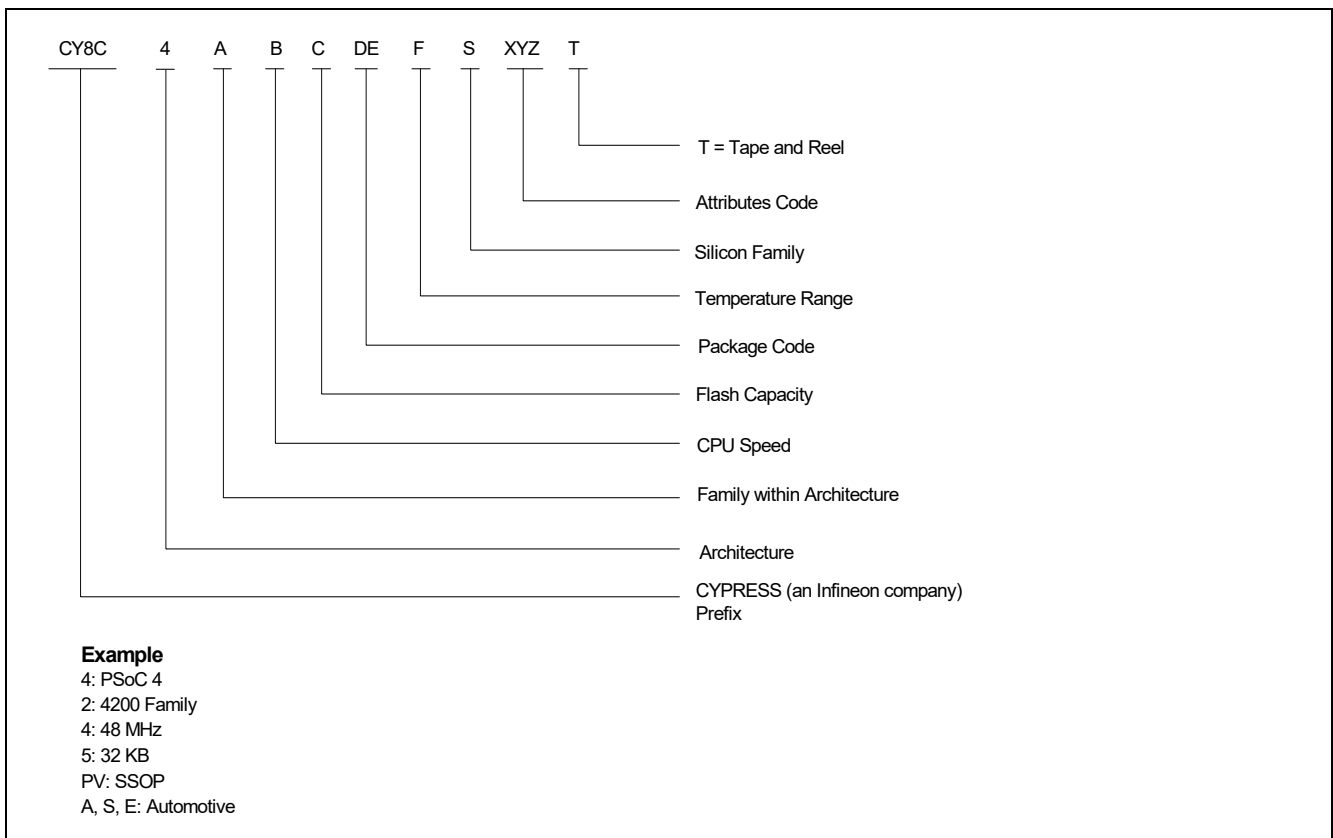 CY8C 4 A B C DE F S XYZ T
T = Tape and Reel
Attributes Code
Silicon Family
Temperature Range
Package Code
Flash Capacity
CPU Speed
Family within Architecture
Architecture
CYPRESS (an Infineon company)
Prefix
Example
4: PSoC 4
2: 4200 Family
4: 48 MHz
5: 32 KB
PV: SSOP
A, S, E: Automotive